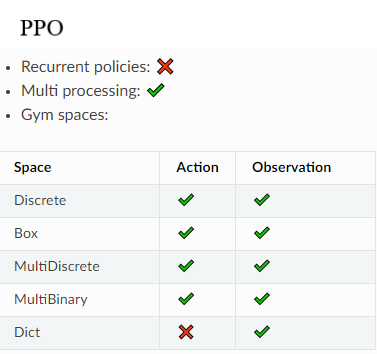 PPO
• Recurrent policies: ❌
• Multi processing: ✔
• Gym spaces:
Space Action Observation
Discrete ✔ ✔
Box ✔ ✔
MultiDiscrete ✔ ✔
MultiBinary ✔ ✔
Dict ❌ ✔